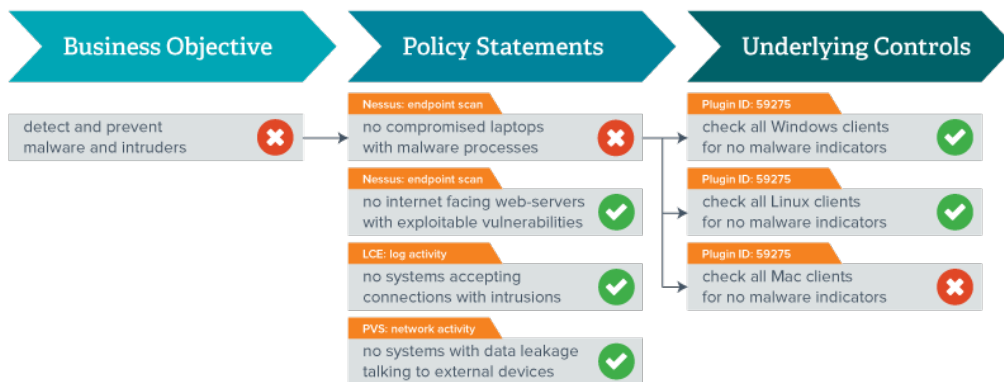 Business Objective
Policy Statements
Underlying Controls
detect and prevent
malware and intruders
Nessus: endpoint scan
no compromised laptops
with malware processes
Nessus: endpoint scan
no internet facing web-servers
with exploitable vulnerabilities
LCE: log activity
no systems accepting
connections with intrusions
PVS: network activity
no systems with data leakage
talking to external devices
Plugin ID: 59275
check all Windows clients
for no malware indicators
Plugin ID: 59275
check all Linux clients
for no malware indicators
Plugin ID: 59275
check all Mac clients
for no malware indicators